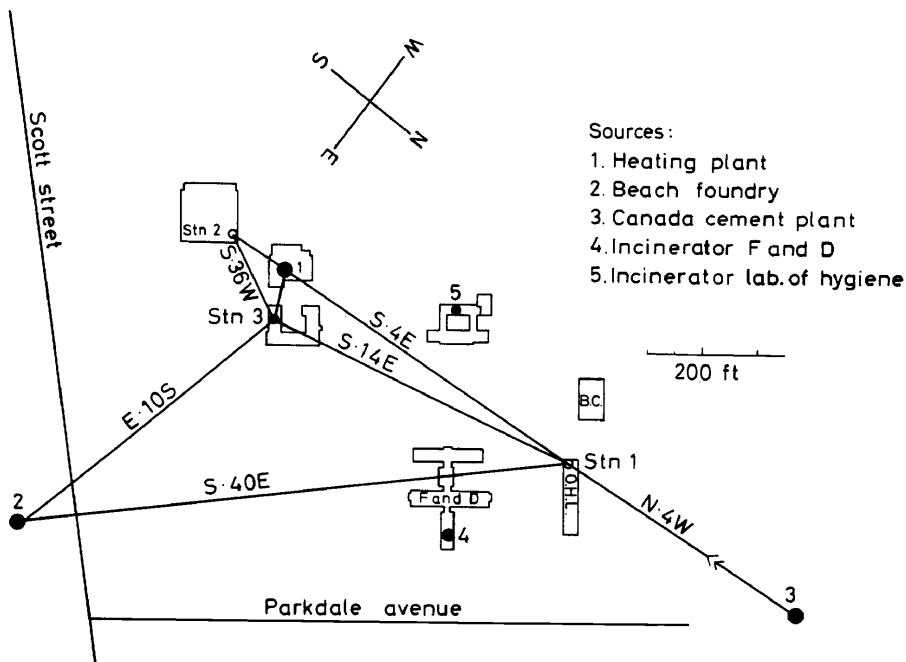 W
S
N
E
Scott street
Sources:
1. Heating plant
2. Beach foundry
3. Canada cement plant
4. Incinerator F and D
5. Incinerator lab. of hygiene
Stn 2
S·36W
1
Stn 3
5
S·4E
S·14E
200 ft
E·10S
B.C.
Stn 1
S·40E
F and D
O.H.L
N·4W
2
4
3
Parkdale avenue